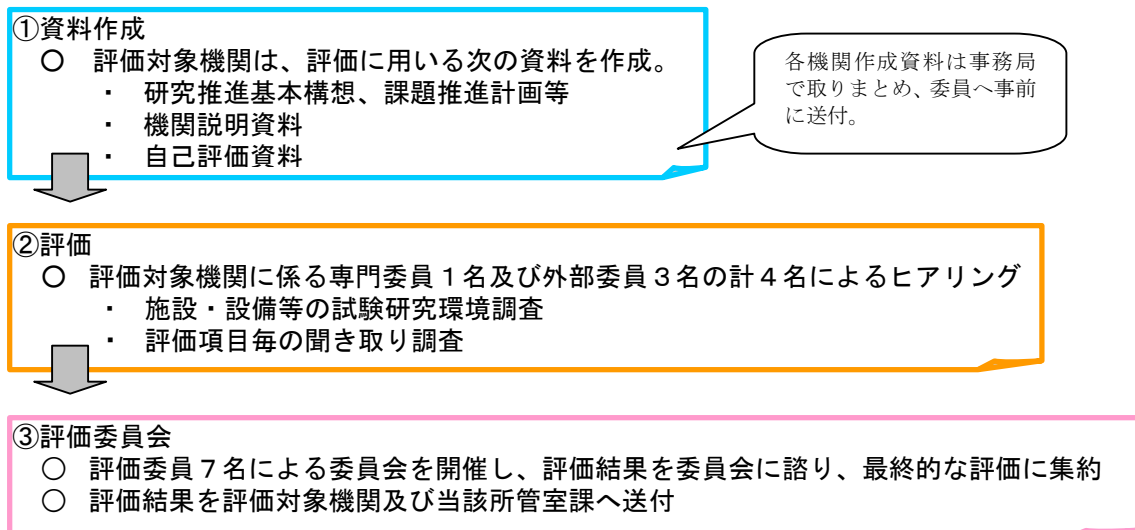 ①資料作成
○ 評価対象機関は、評価に用いる次の資料を作成。
・ 研究推進基本構想、課題推進計画等
・ 機関説明資料
・ 自己評価資料
各機関作成資料は事務局
で取りまとめ、委員へ事前
に送付。
②評価
○ 評価対象機関に係る専門委員１名及び外部委員３名の計４名によるヒアリング
・ 施設・設備等の試験研究環境調査
・ 評価項目毎の聞き取り調査
③評価委員会
○ 評価委員７名による委員会を開催し、評価結果を委員会に諮り、最終的な評価に集約
○ 評価結果を評価対象機関及び当該所管室課へ送付